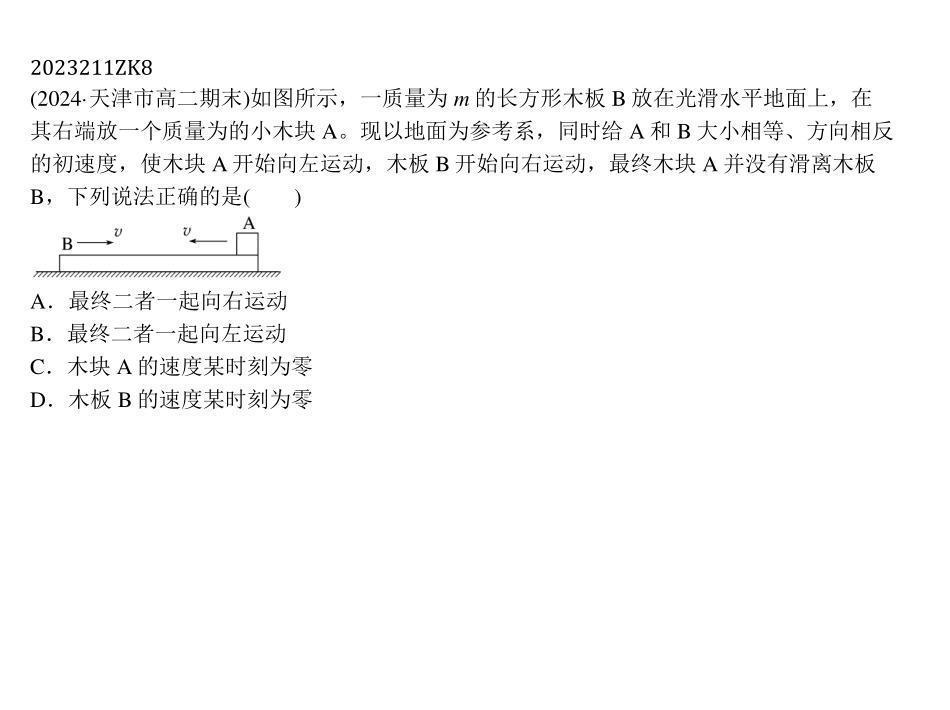 2023211ZK8
(2024·天津市高二期末)如图所示，一质量为 m 的长方形木板 B 放在光滑水平地面上，在
其右端放一个质量为的小木块 A。现以地面为参考系，同时给 A 和 B 大小相等、方向相反
的初速度，使木块 A 开始向左运动，木板 B 开始向右运动，最终木块 A 并没有滑离木板
B，下列说法正确的是(　　)
B v v A
A．最终二者一起向右运动
B．最终二者一起向左运动
C．木块 A 的速度某时刻为零
D．木板 B 的速度某时刻为零